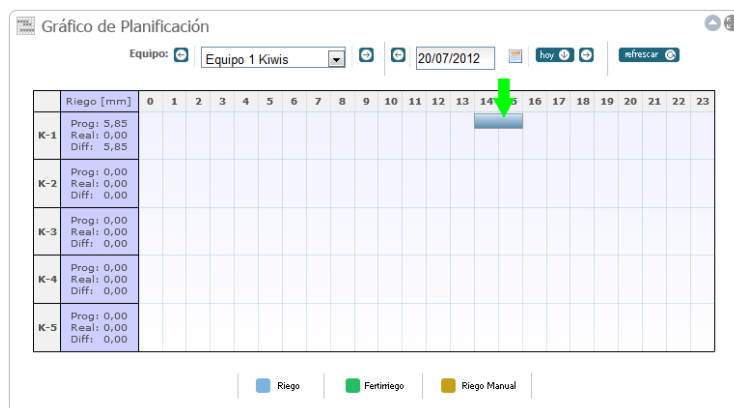 Gráfico de Planificación
Equipo: Equipo 1 Kiwis 20/07/2012 hoy refrescar
Riego [mm] 0 1 2 3 4 5 6 7 8 9 10 11 12 13 14 15 16 17 18 19 20 21 22 23
Prog: 5,85
K-1 Real: 0,00
Diff: 5,85
Prog: 0,00
K-2 Real: 0,00
Diff: 0,00
Prog: 0,00
K-3 Real: 0,00
Diff: 0,00
Prog: 0,00
K-4 Real: 0,00
Diff: 0,00
Prog: 0,00
K-5 Real: 0,00
Diff: 0,00
Riego Fertirriego Riego Manual